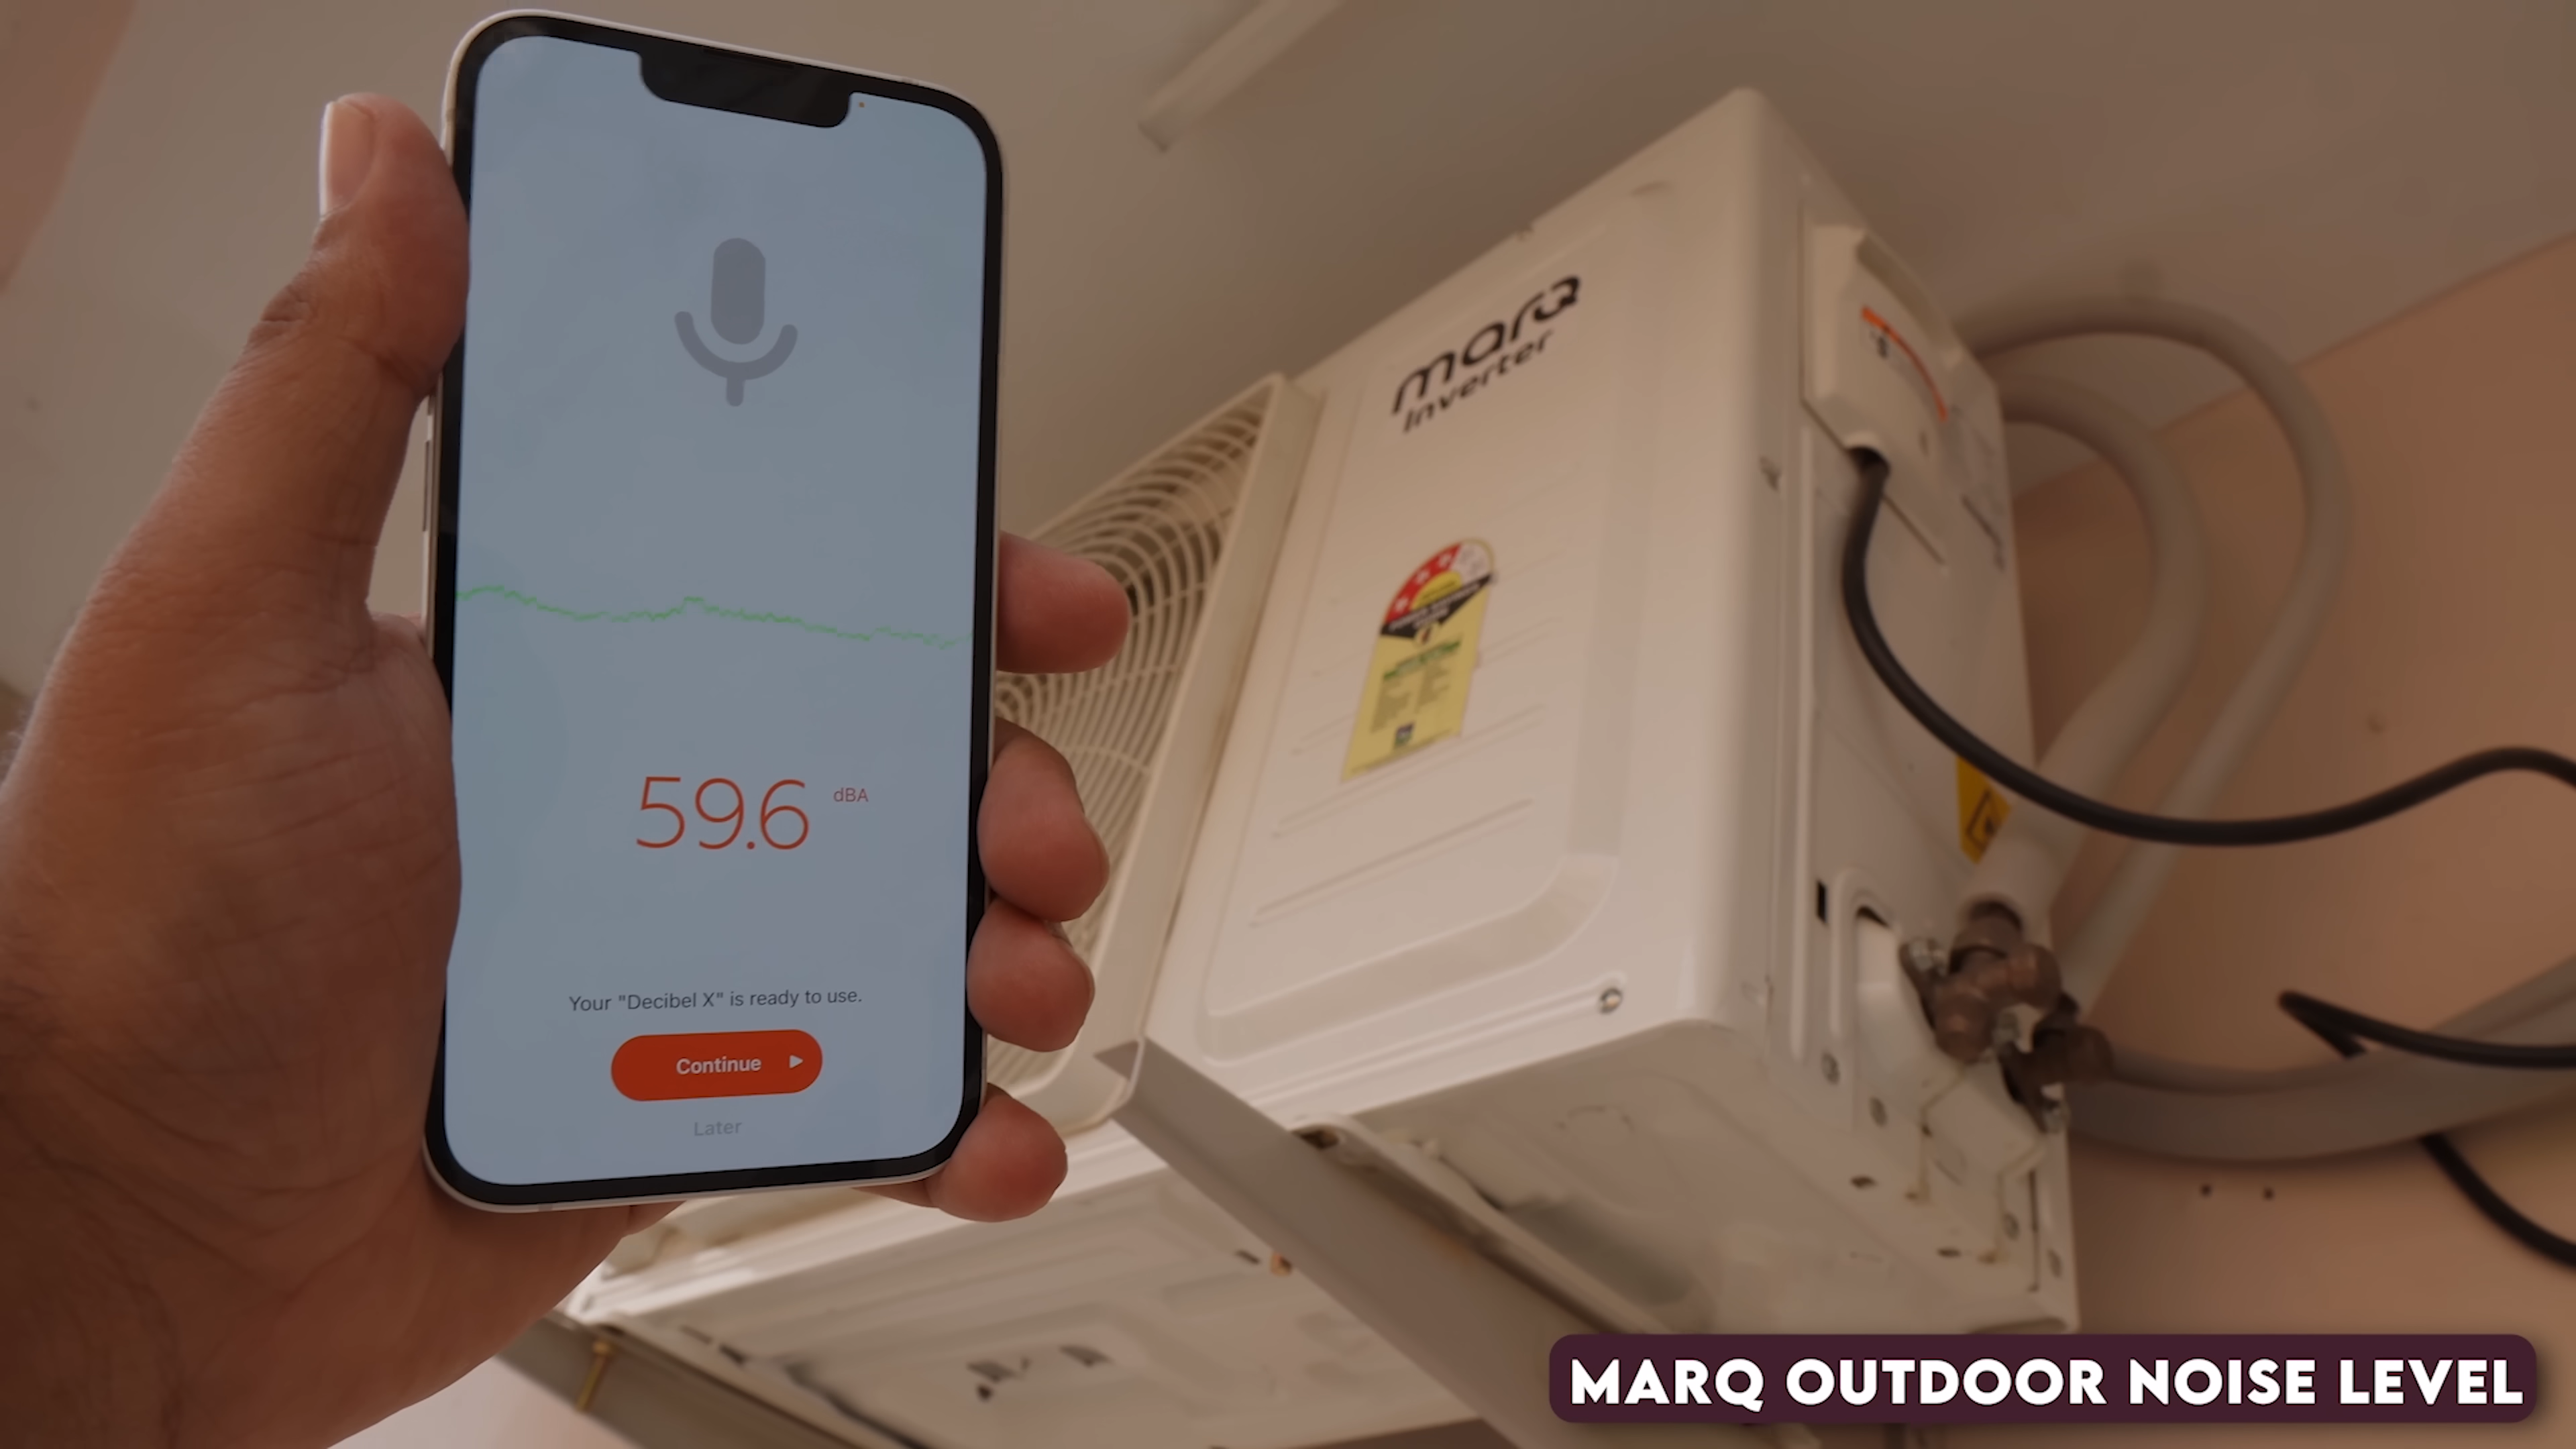 marQ
Inverter
59.6 dBA
Your "Decibel X" is ready to use.
Continue
Later
MARQ OUTDOOR NOISE LEVEL